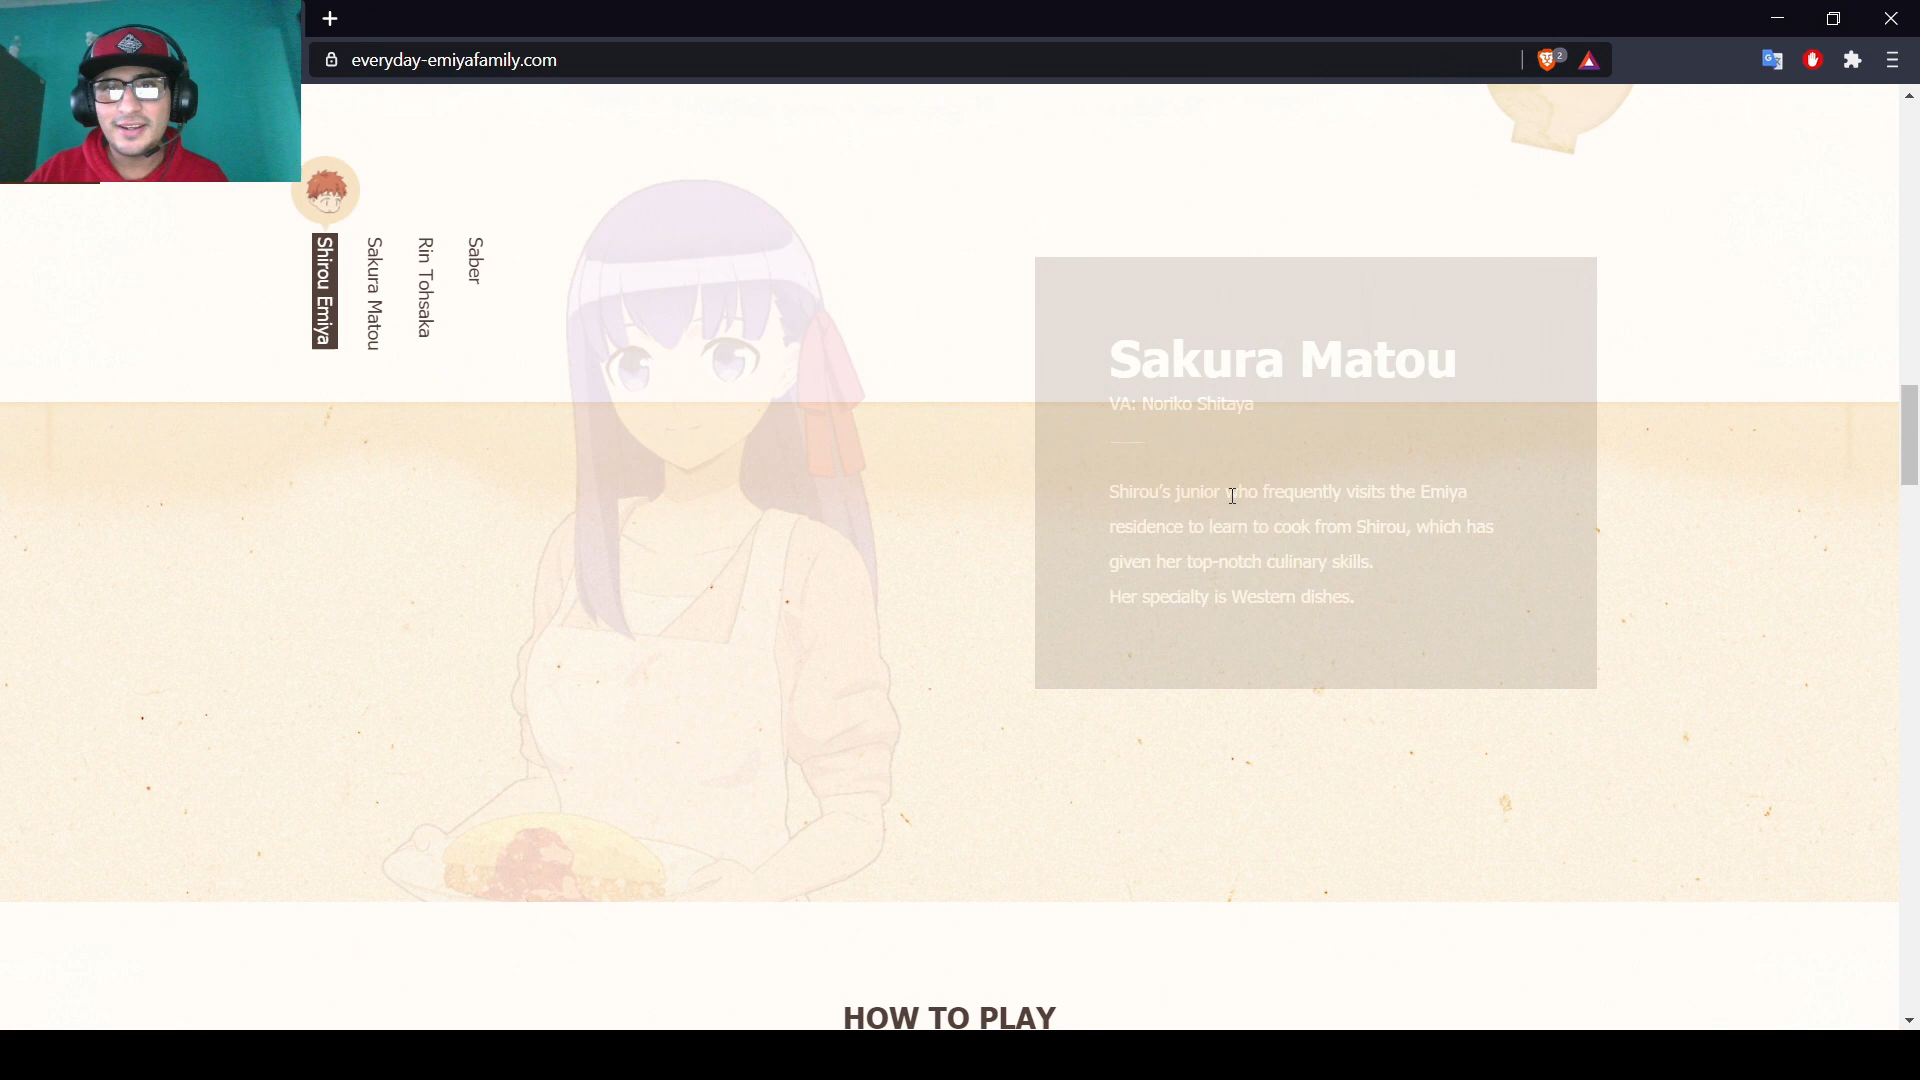 everyday-emiyafamily.com
2
Shirou Emiya
Sakura Matou
Rin Tohsaka
Saber
Sakura Matou
VA: Noriko Shitaya
Shirou's junior who frequently visits the Emiya
residence to learn to cook from Shirou, which has
given her top-notch culinary skills.
Her specialty is Western dishes.
HOW TO PLAY